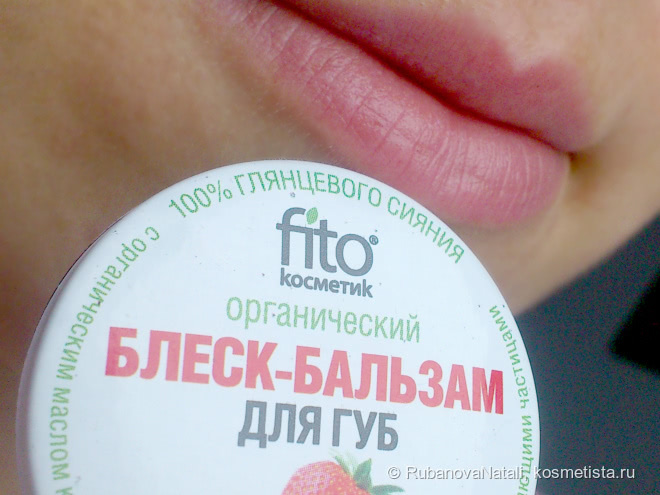 100% ГЛЯНЦЕВОГО СИЯНИЯ
с органическим маслом
частицами
fito®
косметик
органический
БЛЕСК-БАЛЬЗАМ
ДЛЯ ГУБ
© RubanovaNatali, kosmetista.ru